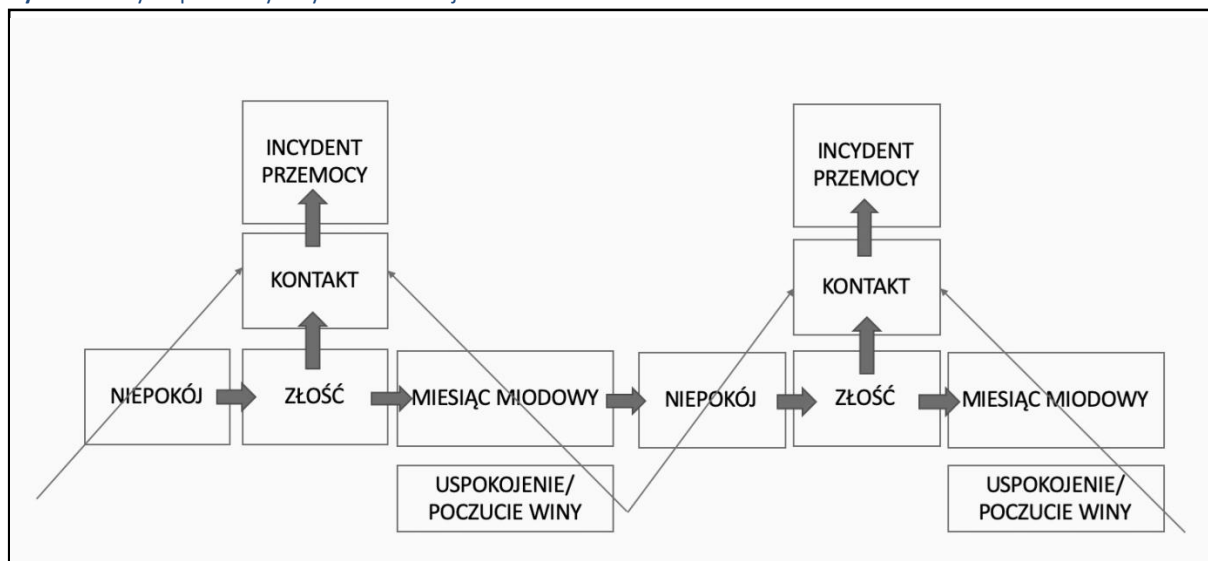 INCYDENT
PRZEMOCY
INCYDENT
PRZEMOCY
KONTAKT
KONTAKT
NIEPOKÓJ
ZŁOŚĆ
MIESIĄC MIODOWY
NIEPOKÓJ
ZŁOŚĆ
MIESIĄC MIODOWY
USPOKOJENIE/
POCZUCIE WINY
USPOKOJENIE/
POCZUCIE WINY